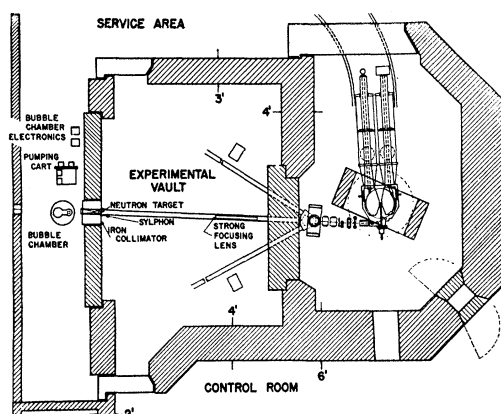 SERVICE AREA
3'
4'
BUBBLE
CHAMBER
ELECTRONICS
PUMPING
CART
EXPERIMENTAL
VAULT
NEUTRON TARGET
SYLPHON
IRON
COLLIMATOR
BUBBLE
CHAMBER
STRONG
FOCUSING
LENS
4'
6'
CONTROL ROOM
2'